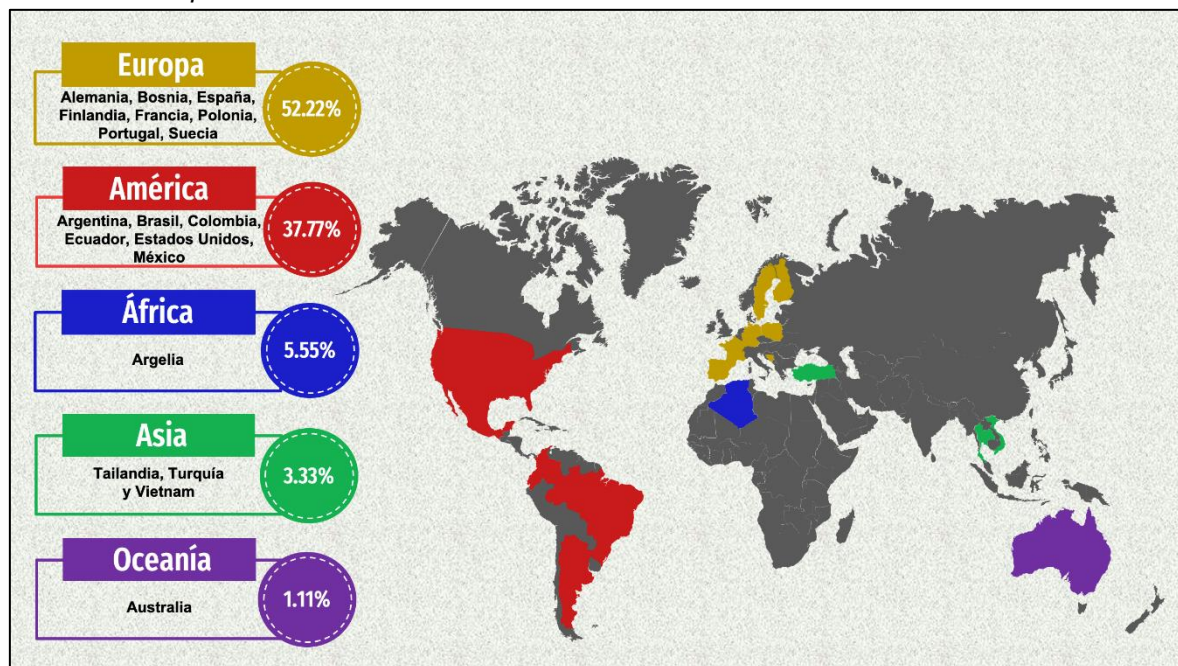 Europa
Alemania, Bosnia, España,
Finlandia, Francia, Polonia,
Portugal, Suecia
52.22%
América
Argentina, Brasil, Colombia,
Ecuador, Estados Unidos,
México
37.77%
África
Argelia
5.55%
Asia
Tailandia, Turquía
y Vietnam
3.33%
Oceanía
Australia
1.11%